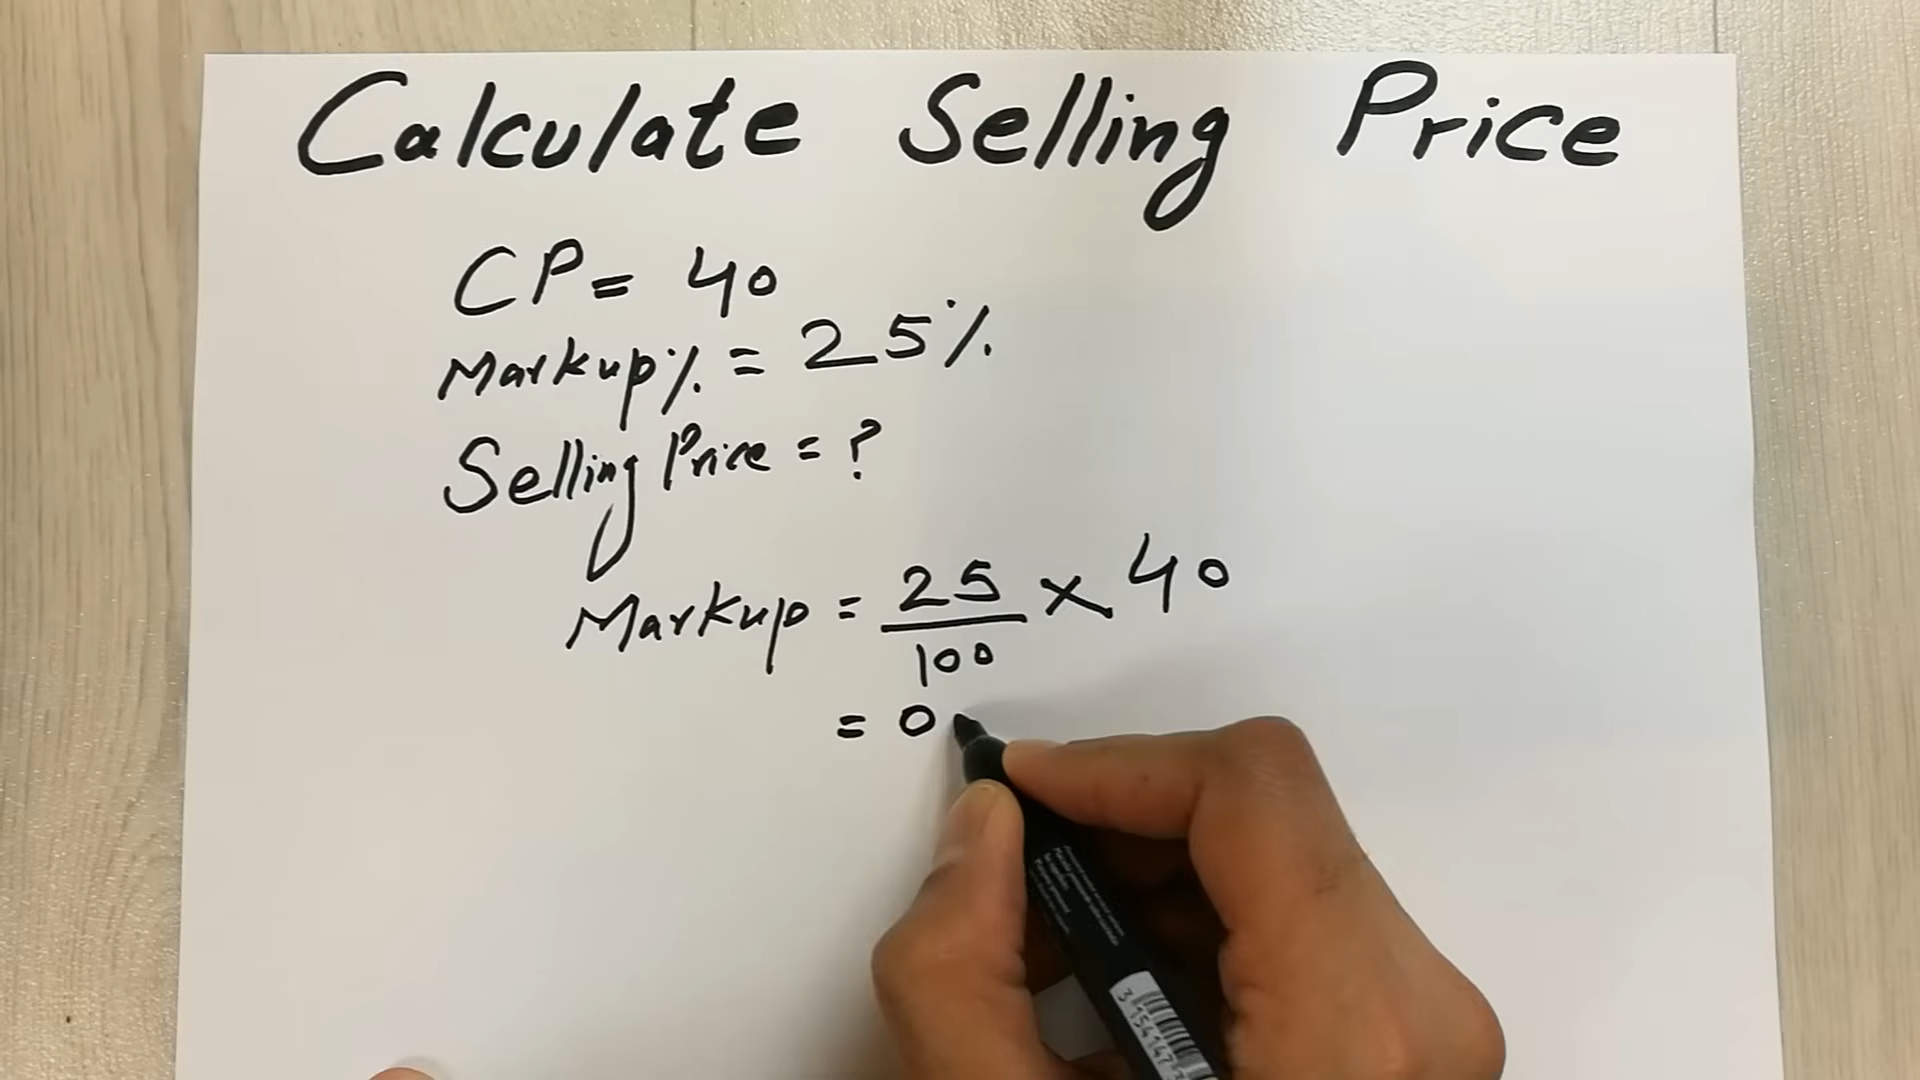 Calculate Selling Price
CP = 40
Markup% = 25%
Selling Price = ?
Markup = 25/100 × 40
= 0